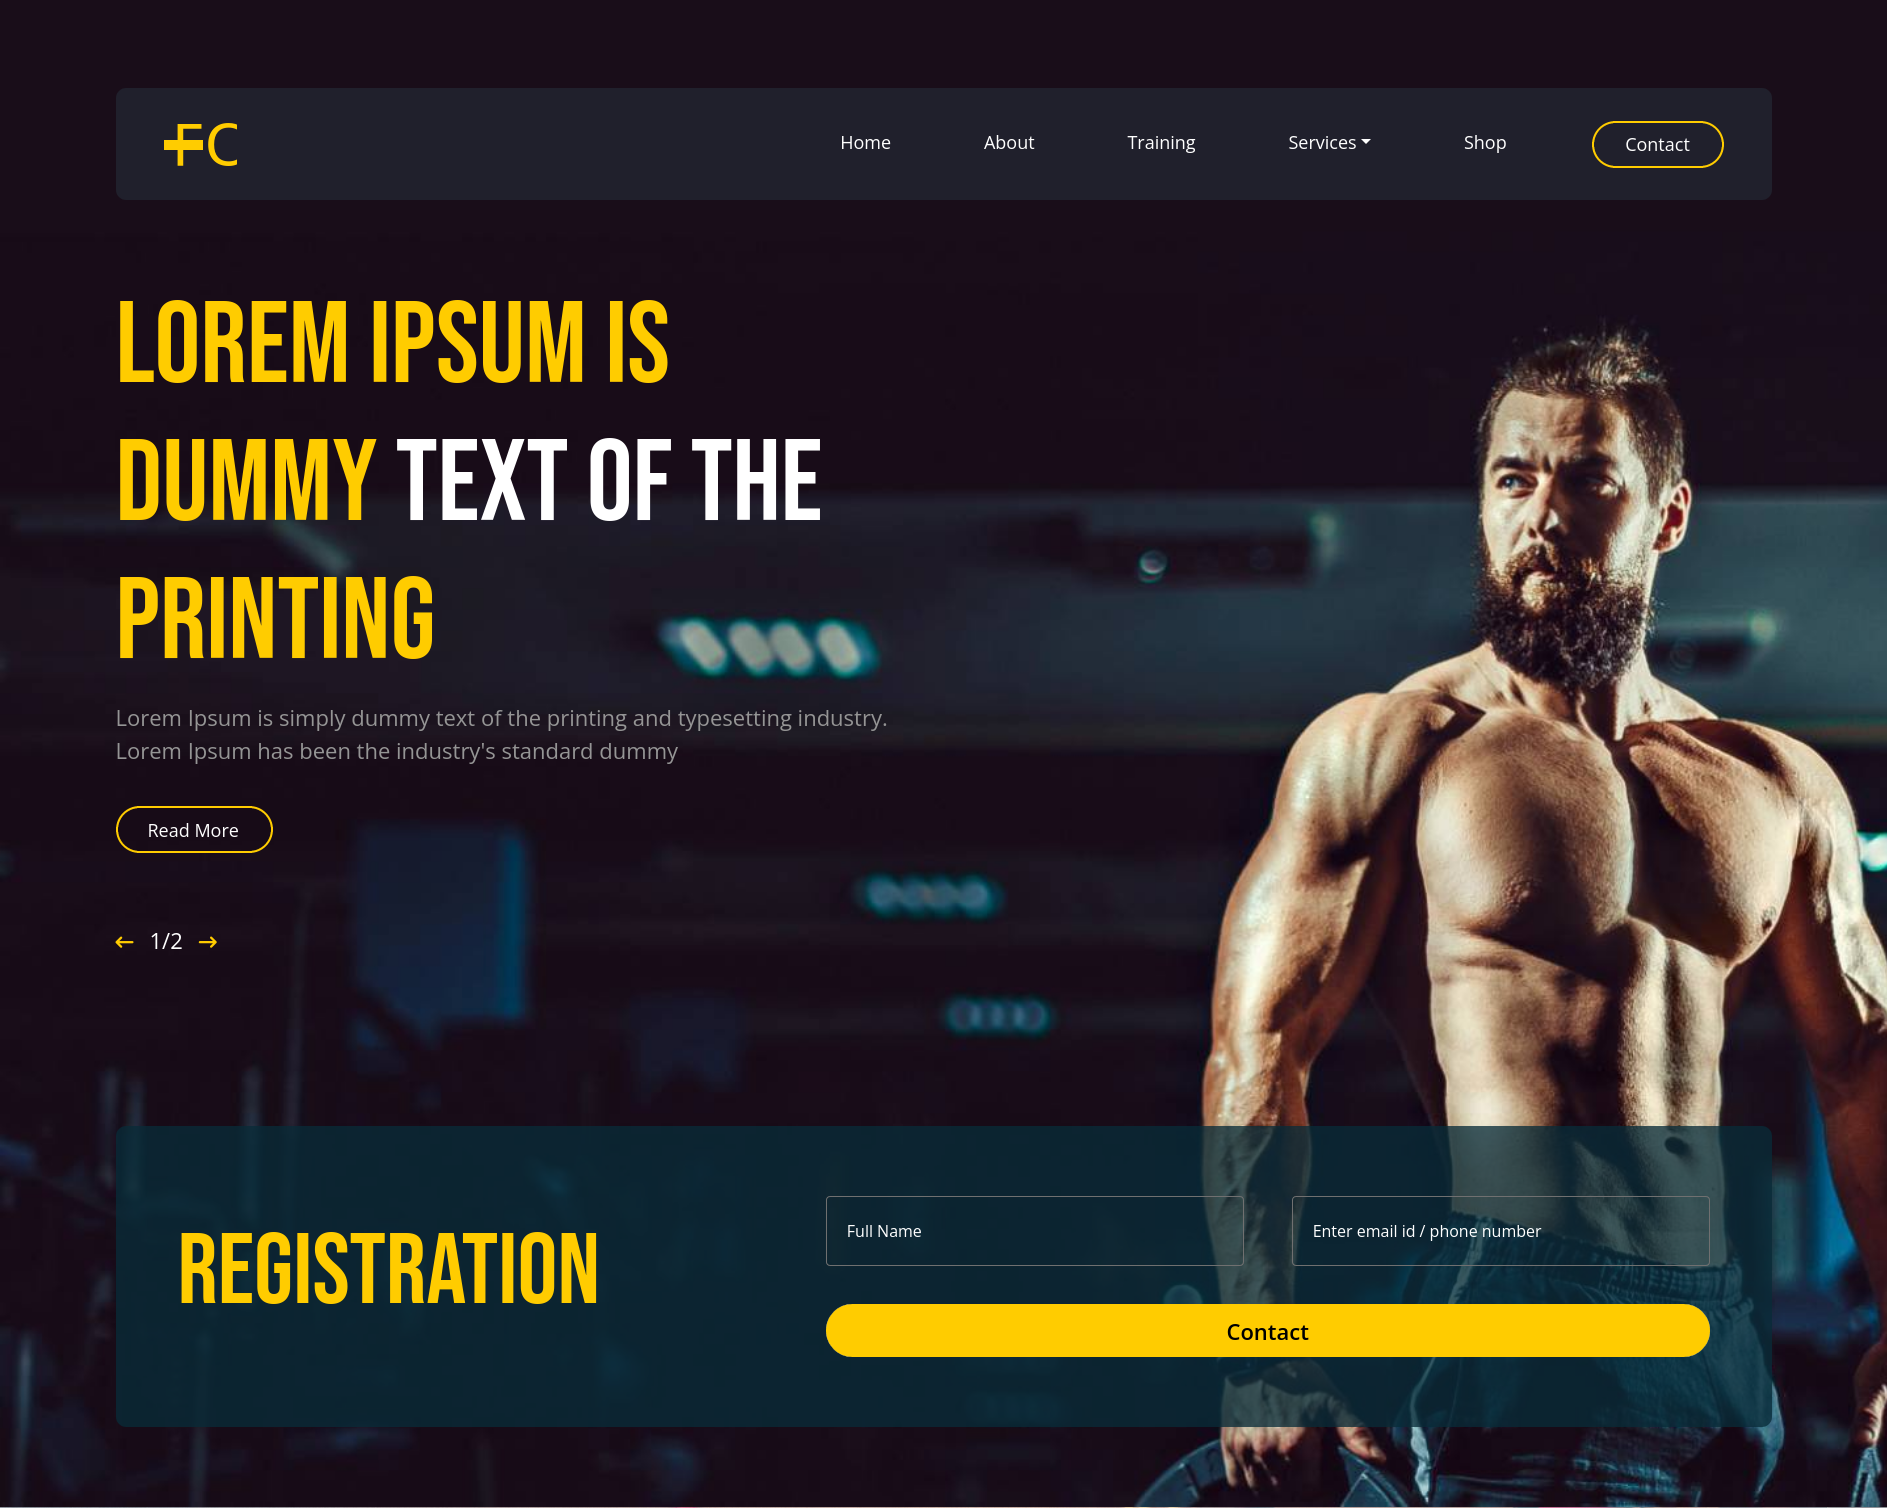 FC
Home About Training Services Shop Contact
LOREM IPSUM IS
DUMMY TEXT OF THE
PRINTING
Lorem Ipsum is simply dummy text of the printing and typesetting industry.
Lorem Ipsum has been the industry's standard dummy
Read More
1/2
REGISTRATION
Full Name
Enter email id / phone number
Contact